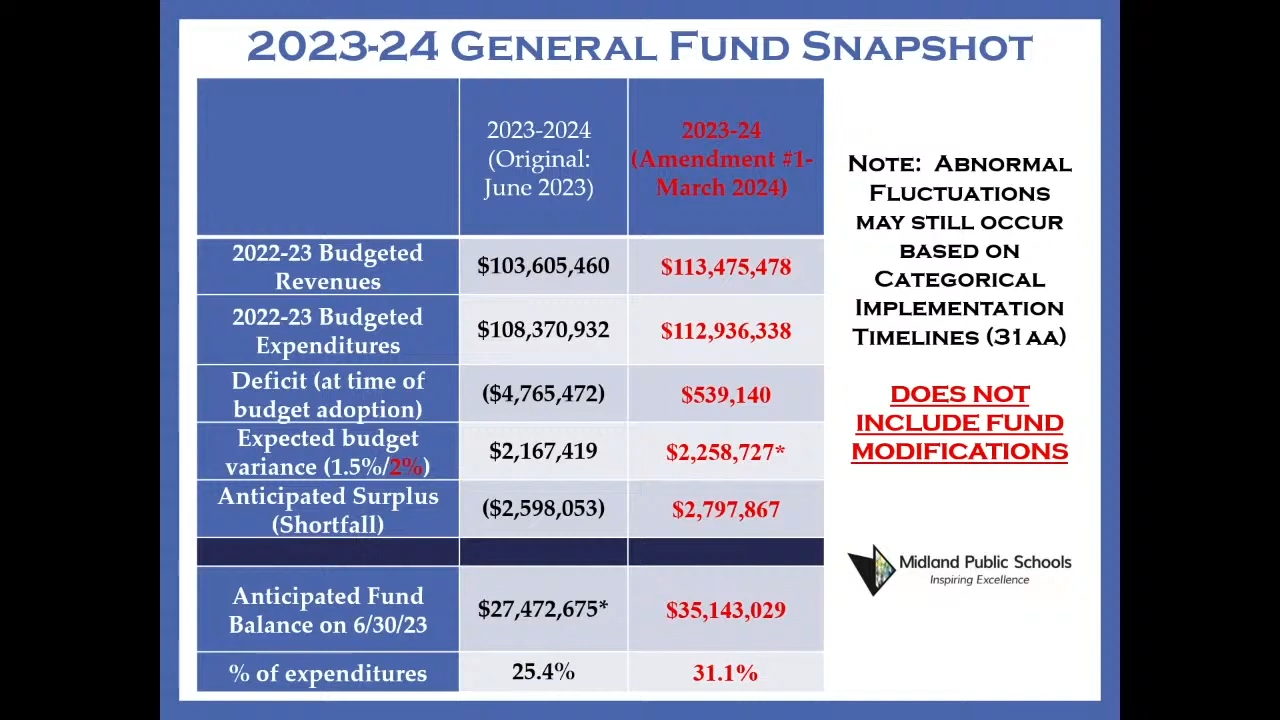 2023-24 GENERAL FUND SNAPSHOT
2023-2024
(Original:
June 2023)
2023-24
(Amendment #1-
March 2024)
2022-23 Budgeted
Revenues
$103,605,460
$113,475,478
2022-23 Budgeted
Expenditures
$108,370,932
$112,936,338
Deficit (at time of
budget adoption)
($4,765,472)
$539,140
Expected budget
variance (1.5%/2%)
$2,167,419
$2,258,727*
Anticipated Surplus
(Shortfall)
($2,598,053)
$2,797,867
Anticipated Fund
Balance on 6/30/23
$27,472,675*
$35,143,029
% of expenditures
25.4%
31.1%
NOTE: ABNORMAL
FLUCTUATIONS
MAY STILL OCCUR
BASED ON
CATEGORICAL
IMPLEMENTATION
TIMELINES (31AA)
DOES NOT
INCLUDE FUND
MODIFICATIONS
Midland Public Schools
Inspiring Excellence